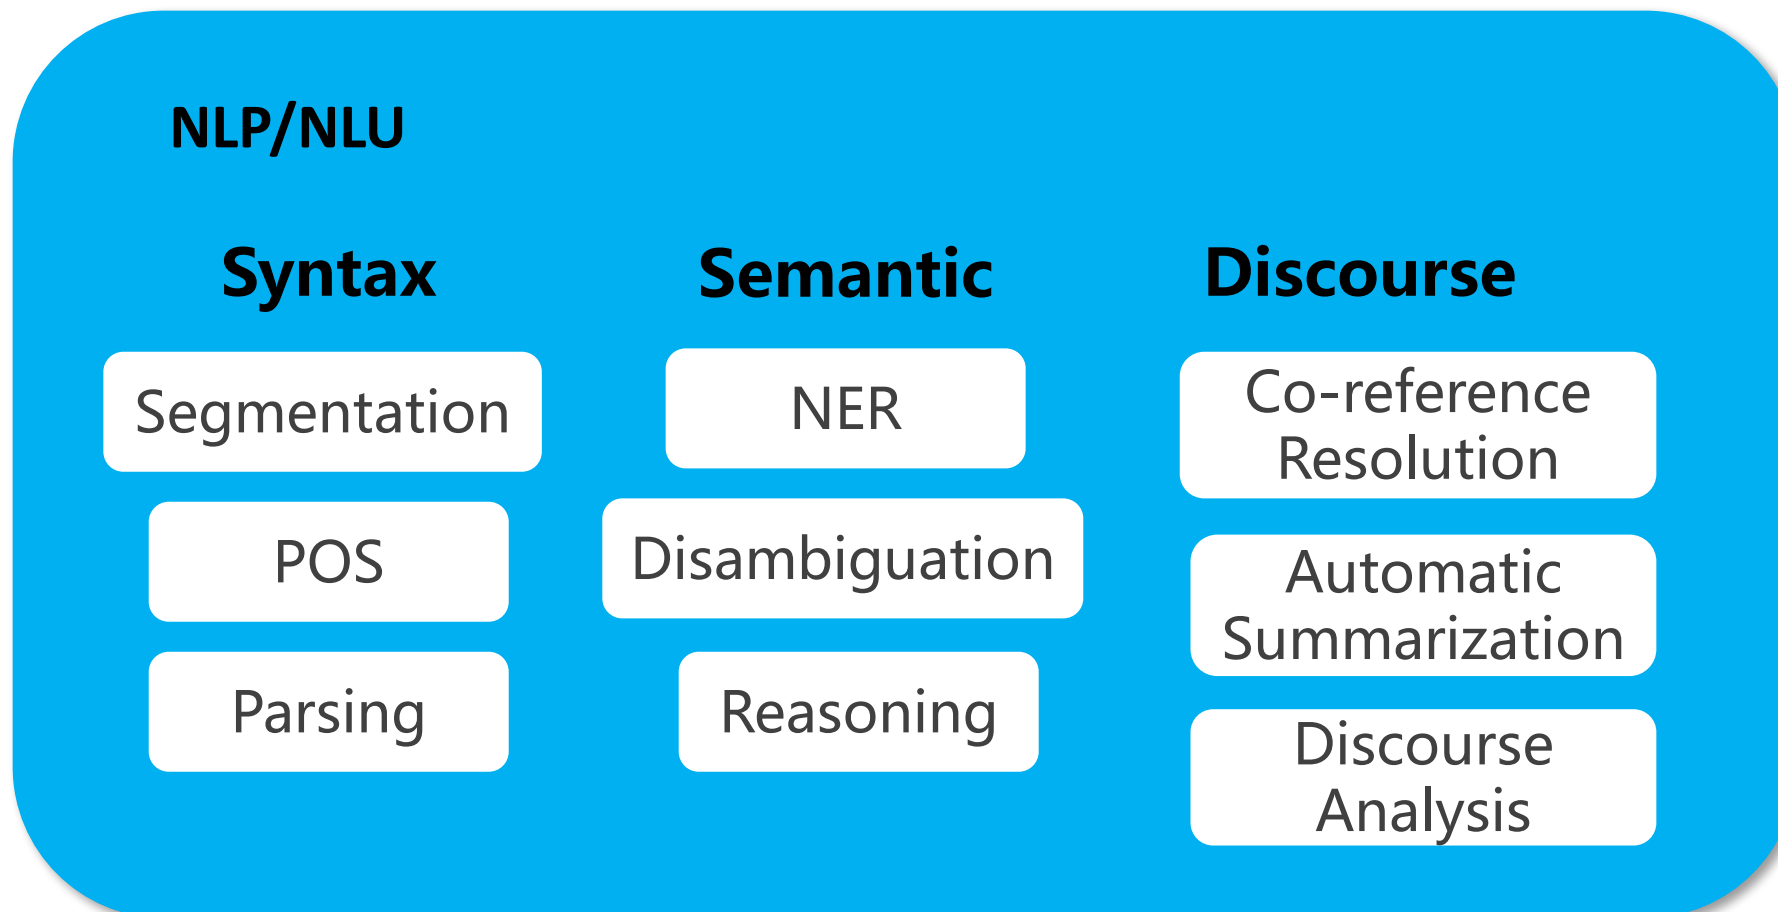 NLP/NLU
Syntax
Segmentation
POS
Parsing
Semantic
NER
Disambiguation
Reasoning
Discourse
Co-reference
Resolution
Automatic
Summarization
Discourse
Analysis